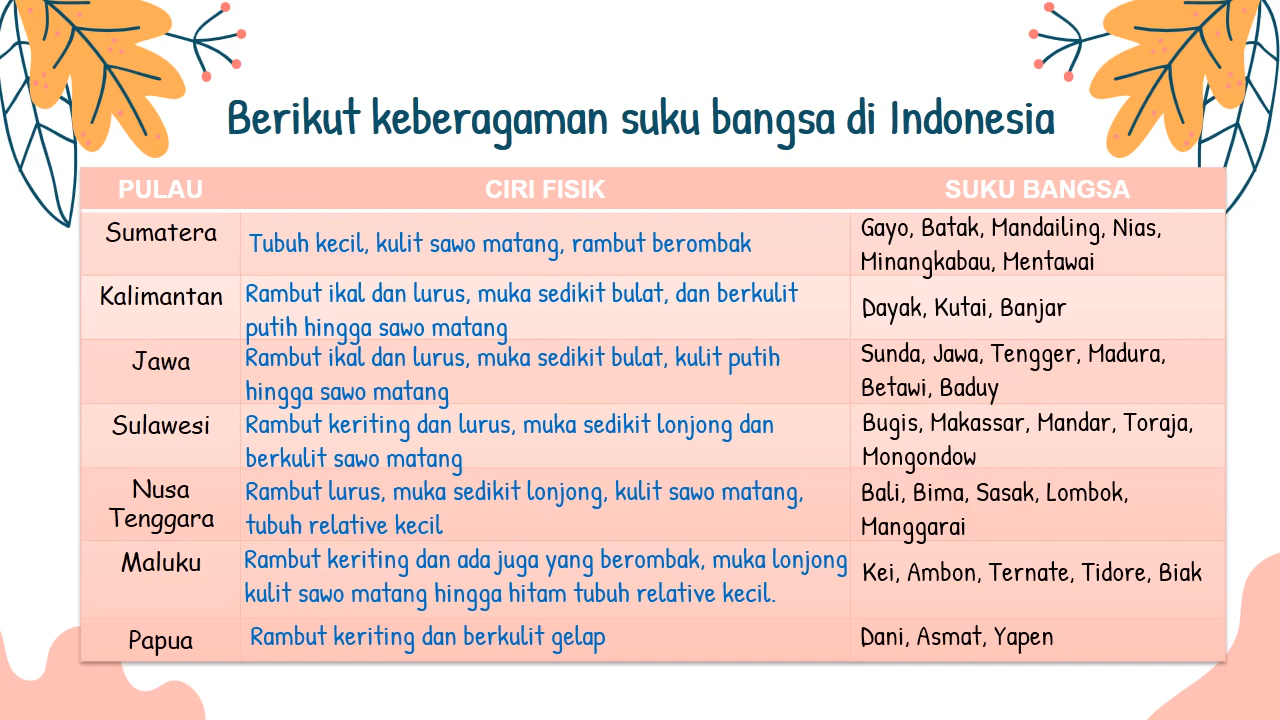 Berikut keberagaman suku bangsa di Indonesia
PULAU CIRI FISIK SUKU BANGSA
Sumatera
Tubuh kecil, kulit sawo matang, rambut berombak
Gayo, Batak, Mandailing, Nias,
Minangkabau, Mentawai
Kalimantan
Rambut ikal dan lurus, muka sedikit bulat, dan berkulit
putih hingga sawo matang
Dayak, Kutai, Banjar
Jawa
Rambut ikal dan lurus, muka sedikit bulat, kulit putih
hingga sawo matang
Sunda, Jawa, Tengger, Madura,
Betawi, Baduy
Sulawesi
Rambut keriting dan lurus, muka sedikit lonjong dan
berkulit sawo matang
Bugis, Makassar, Mandar, Toraja,
Mongondow
Nusa
Tenggara
Rambut lurus, muka sedikit lonjong, kulit sawo matang,
tubuh relative kecil
Bali, Bima, Sasak, Lombok,
Manggarai
Maluku
Rambut keriting dan ada juga yang berombak, muka lonjong
kulit sawo matang hingga hitam tubuh relative kecil.
Kei, Ambon, Ternate, Tidore, Biak
Papua
Rambut keriting dan berkulit gelap
Dani, Asmat, Yapen